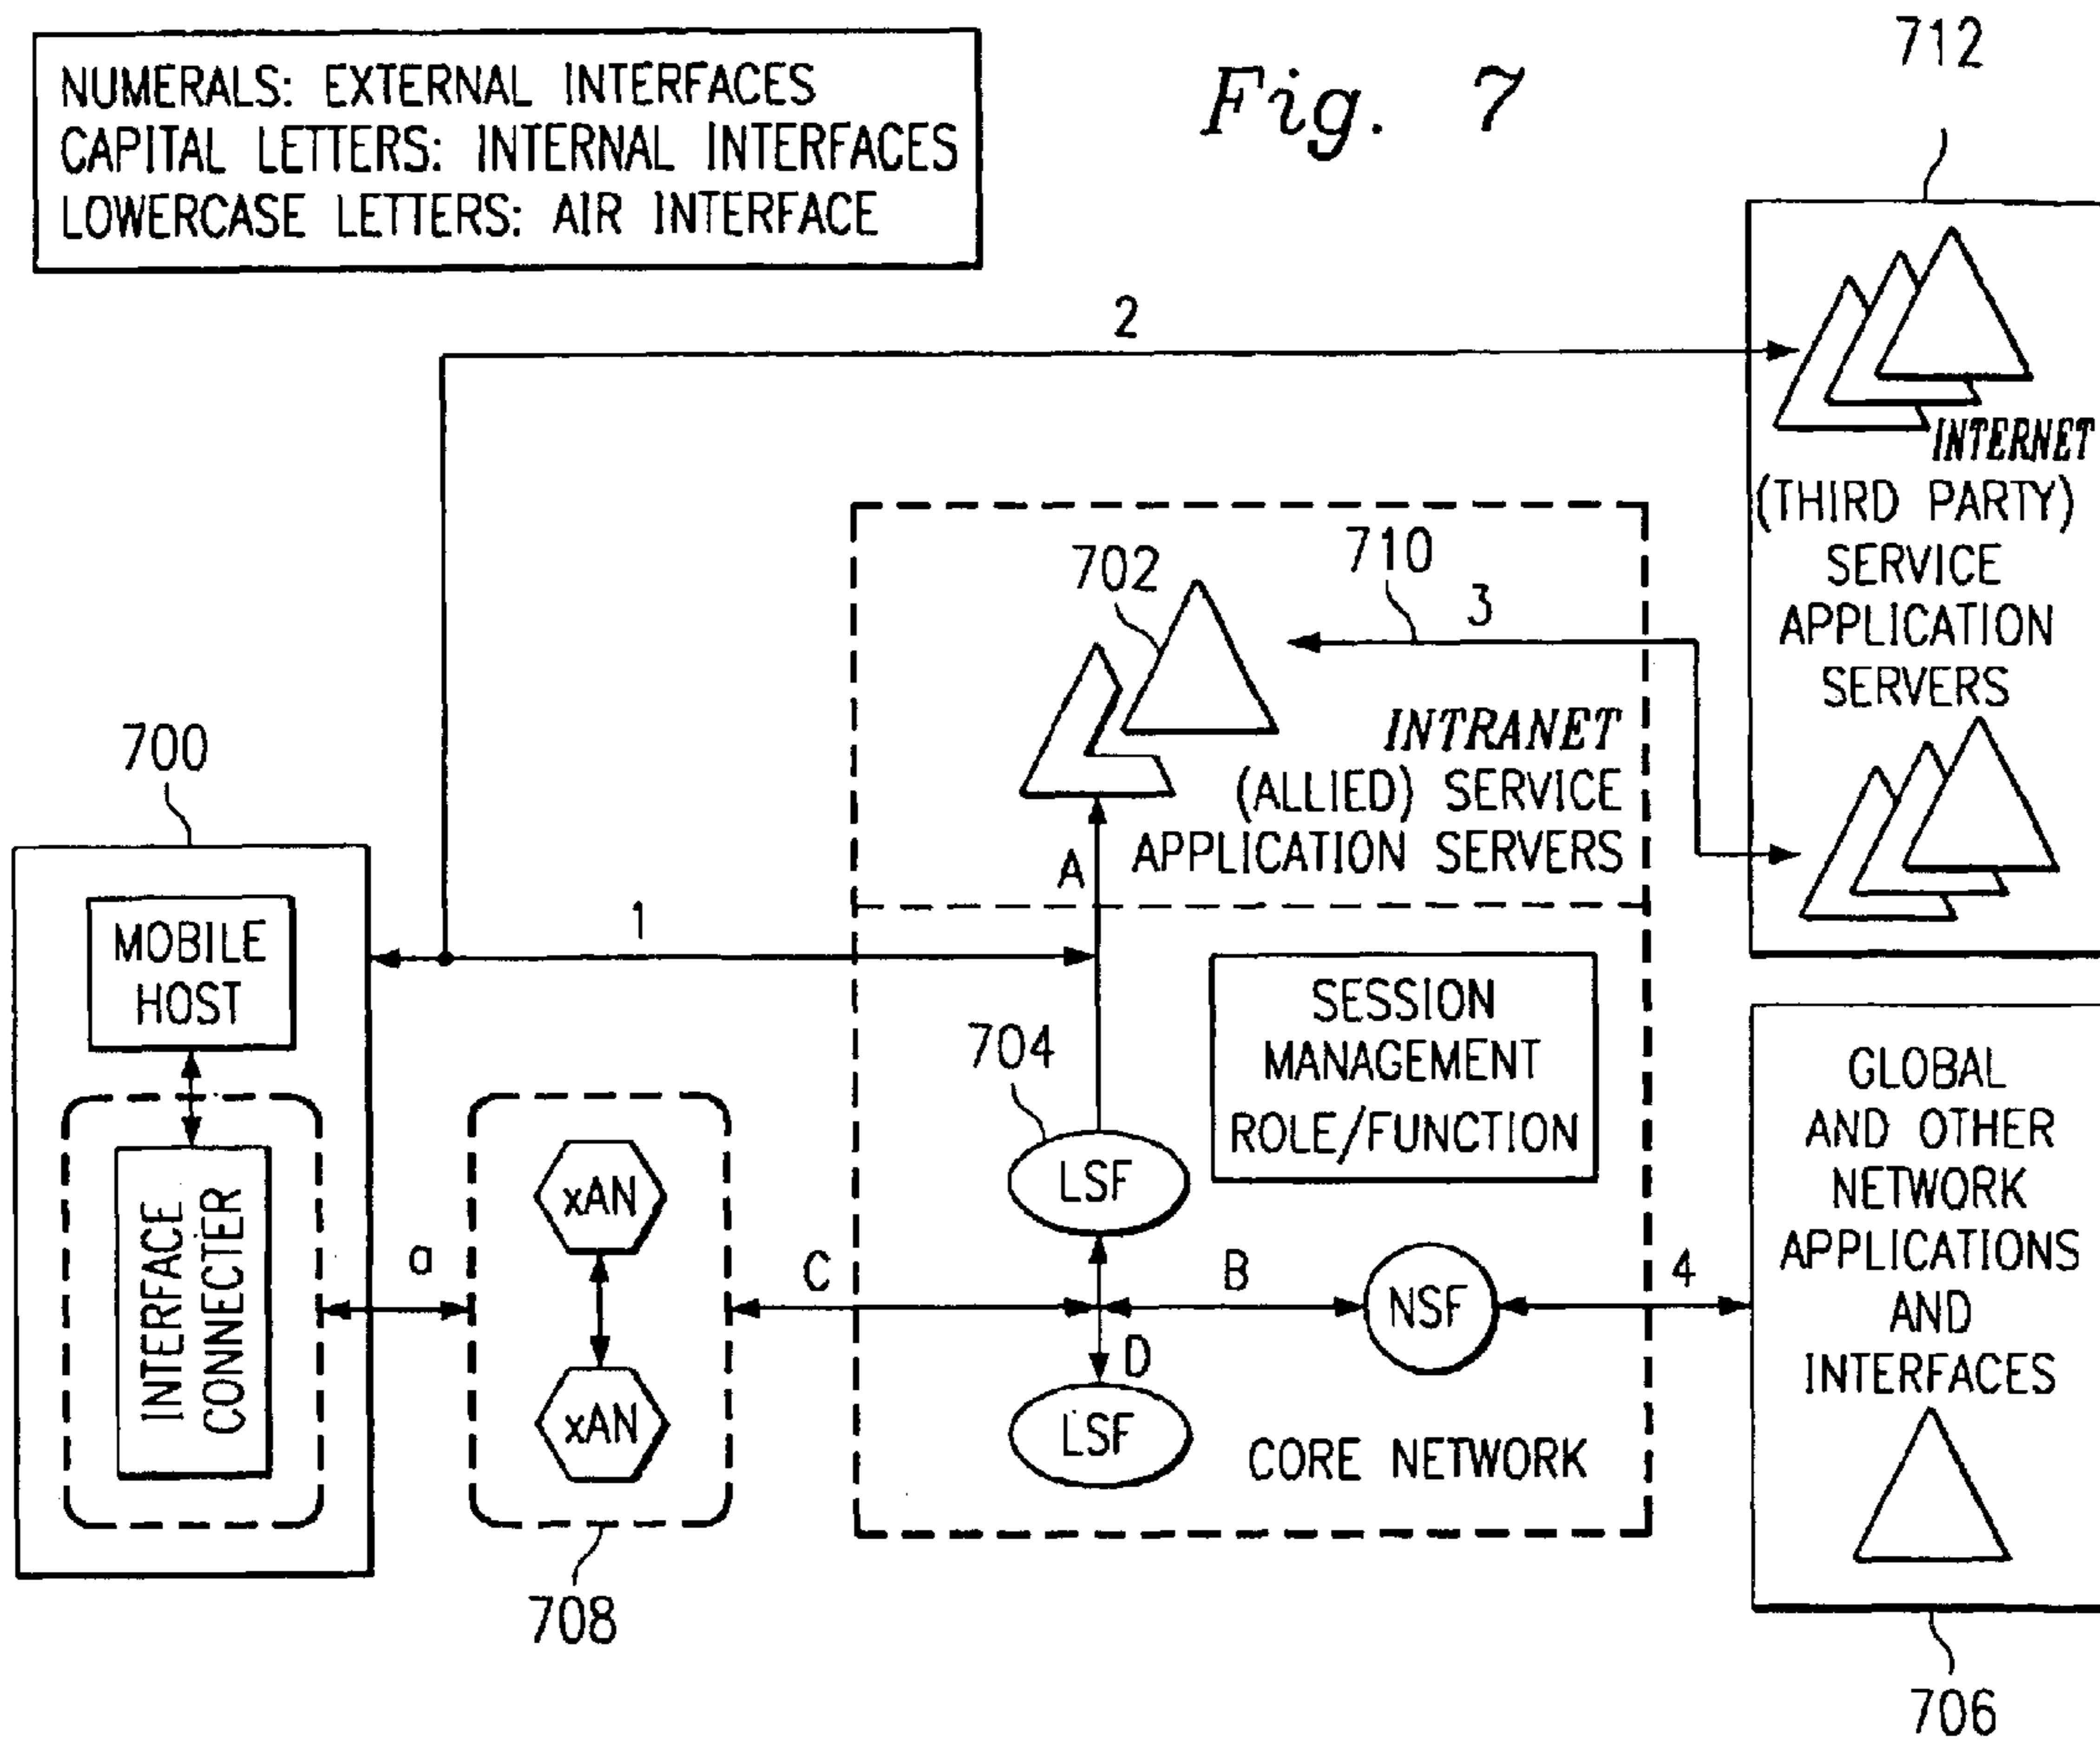 NUMERALS: EXTERNAL INTERFACES
CAPITAL LETTERS: INTERNAL INTERFACES
LOWERCASE LETTERS: AIR INTERFACE
Fig. 7
712
2
INTERNET
(THIRD PARTY)
SERVICE
APPLICATION
SERVERS
702
710
3
INTRANET
(ALLIED) SERVICE
APPLICATION SERVERS
A
700
MOBILE
HOST
1
704
SESSION
MANAGEMENT
ROLE/FUNCTION
LSF
GLOBAL
AND OTHER
NETWORK
APPLICATIONS
AND
INTERFACES
INTERFACE
CONNECTER
a
xAN
xAN
C
B
NSF
4
D
LSF
CORE NETWORK
708
706